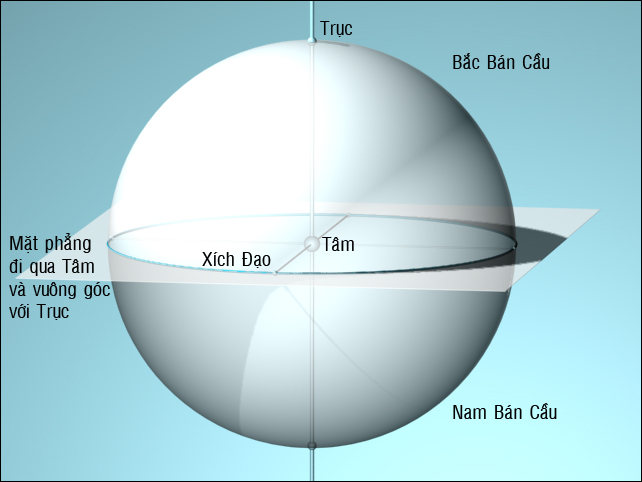 Trục
Bắc Bán Cầu
Mặt phẳng
đi qua Tâm
và vuông góc
với Trục
Xích Đạo
Tâm
Nam Bán Cầu